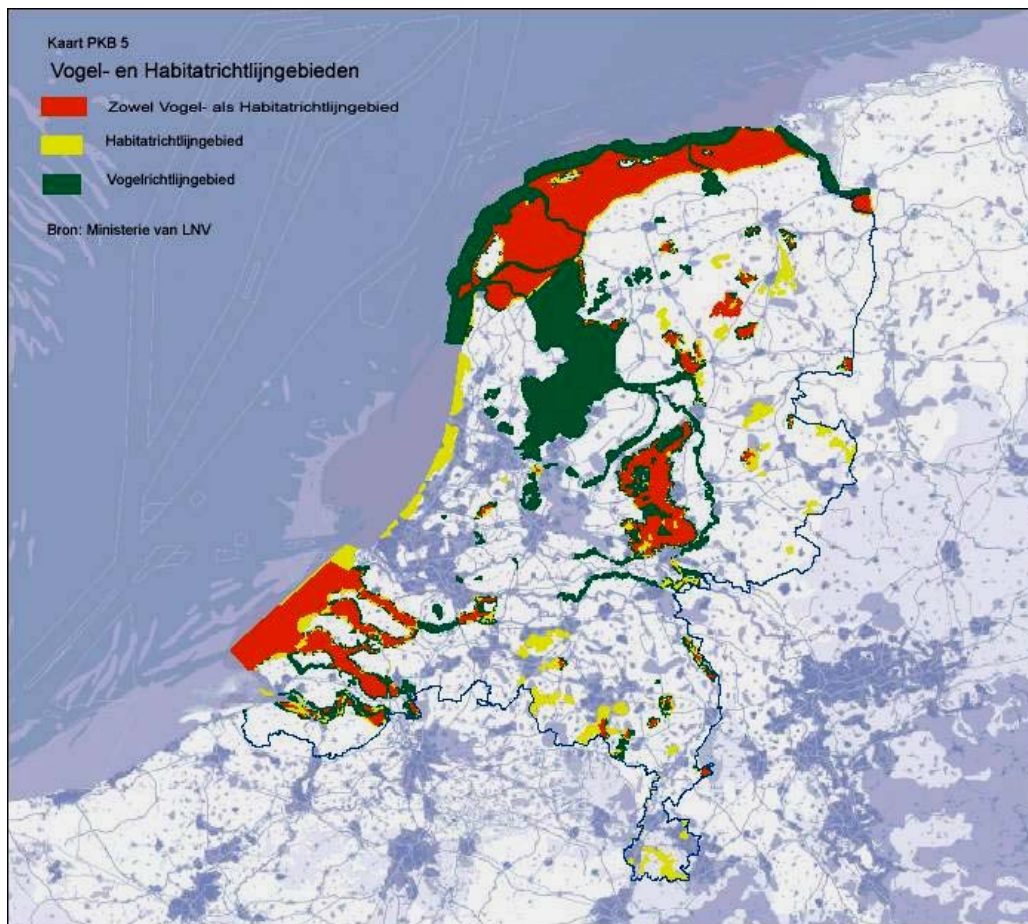 Kaart PKB 5
Vogel- en Habitatrichtlijngebieden
Zowel Vogel- als Habitatrichtlijngebied
Habitatrichtlijngebied
Vogelrichtlijngebied
Bron: Ministerie van LNV